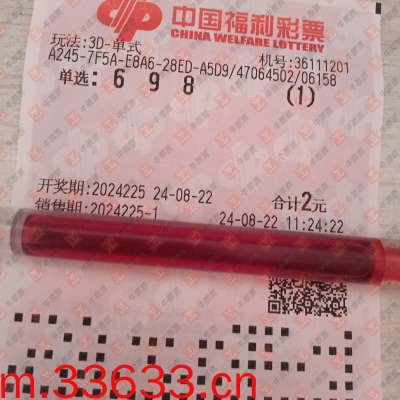 中国福利彩票
CHINA WELFARE LOTTERY
玩法:3D-单式 机号:36111201
A245-7F5A-E8A6-28ED-A5D9/47064502/06158
单选: 6 9 8 (1)
开奖期:2024225 24-08-22 合计2元
销售期:2024225-1 24-08-22 11:24:22
m.33633.cn